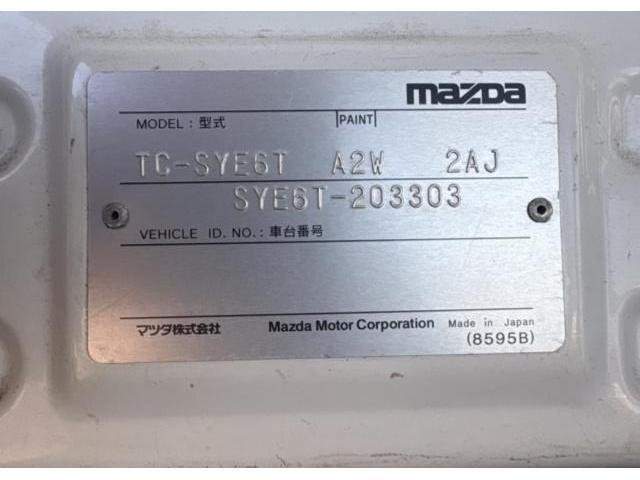 mazda
MODEL : 型式 PAINT
TC-SYE6T A2W 2AJ
SYE6T-203303
VEHICLE ID. NO. : 車台番号
マツダ株式会社 Mazda Motor Corporation Made in Japan
(8595B)